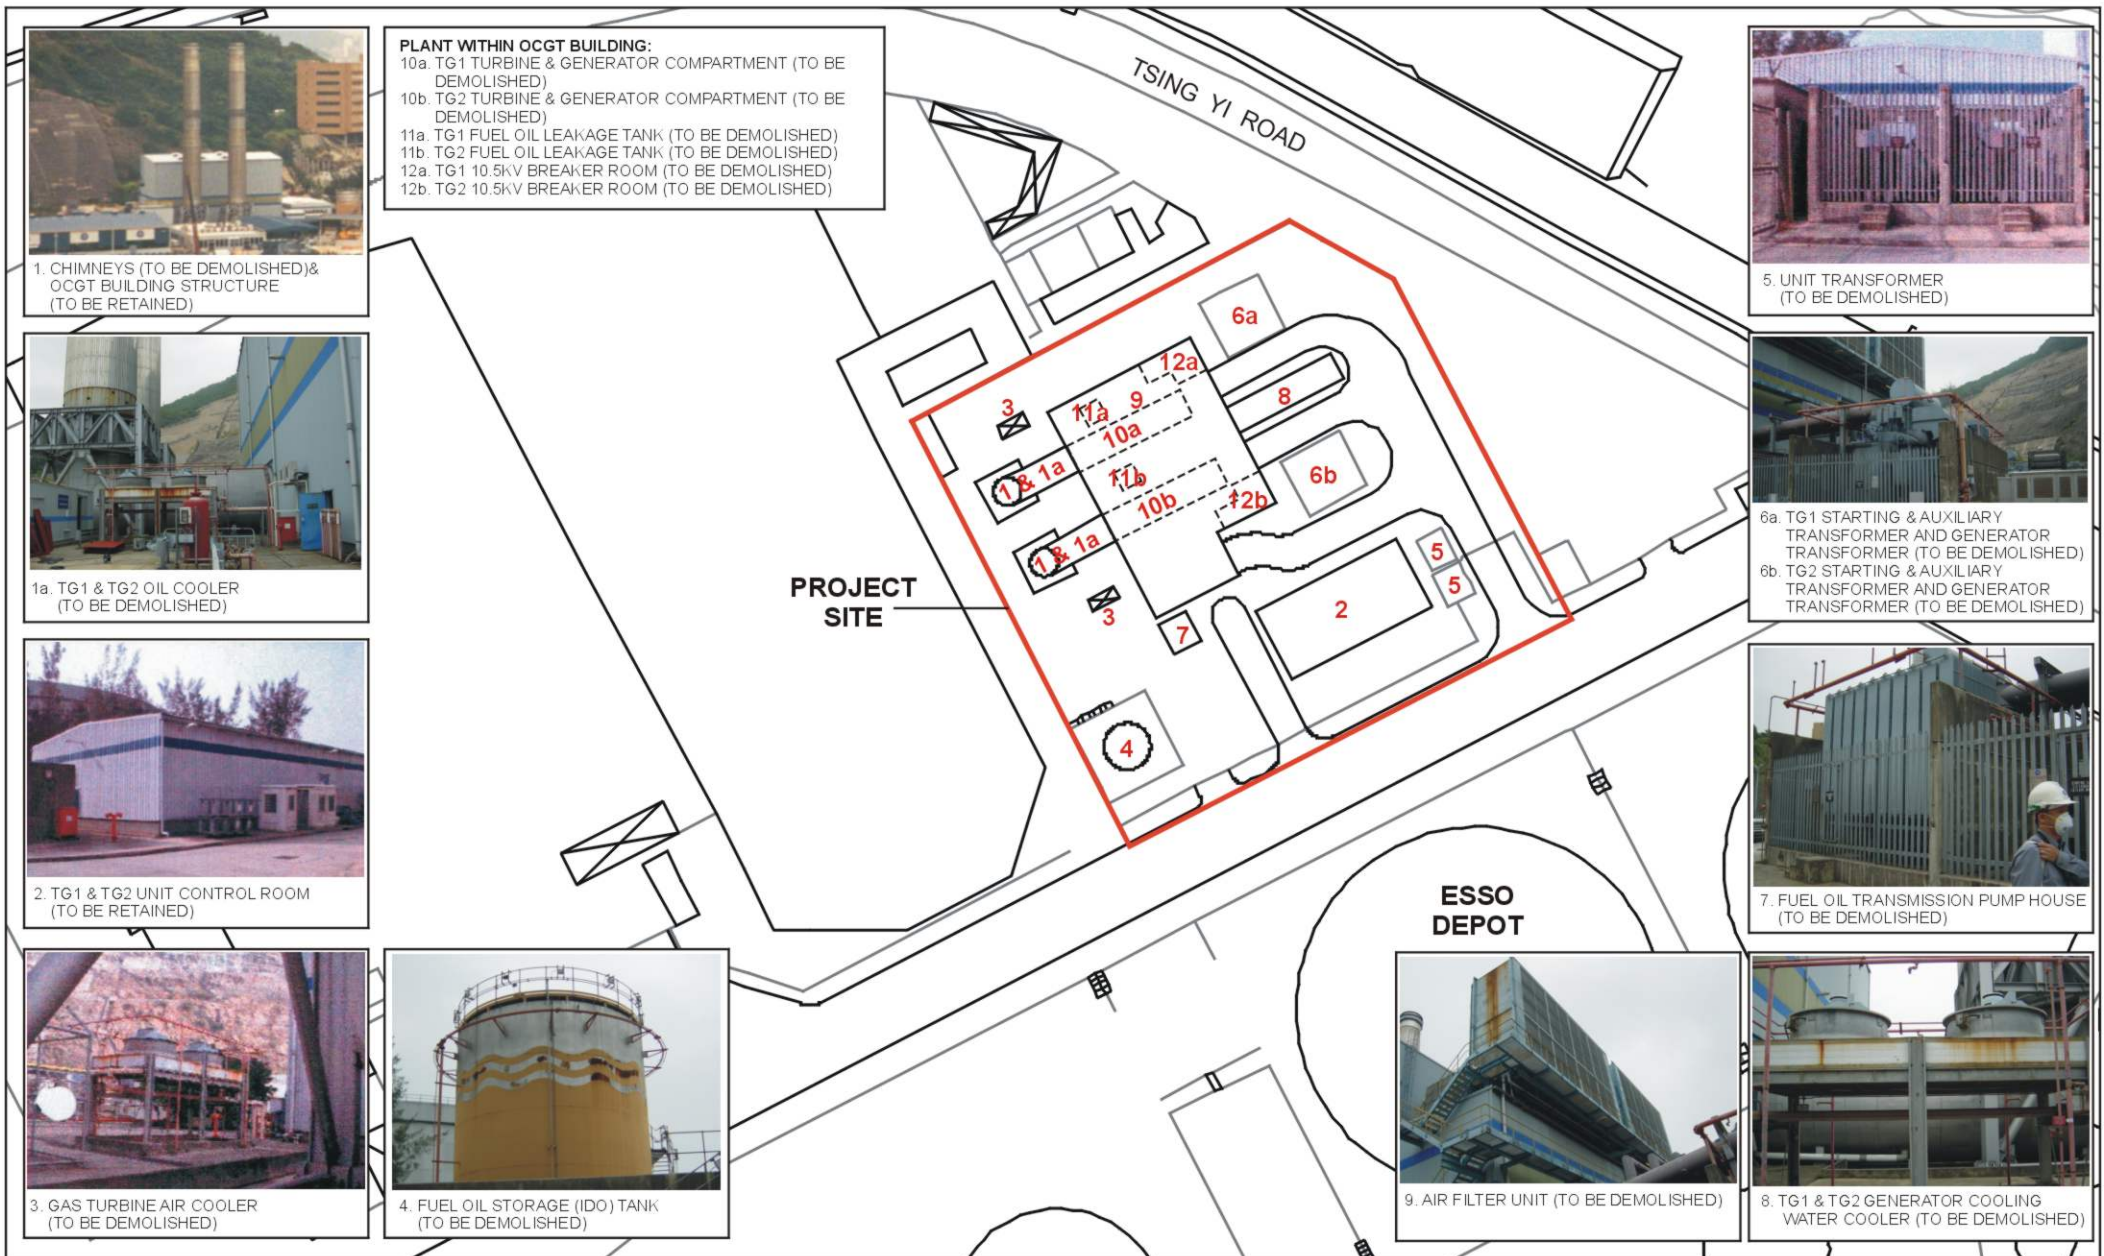 1. CHIMNEYS (TO BE DEMOLISHED)&
OCGT BUILDING STRUCTURE
(TO BE RETAINED)
1a. TG1 & TG2 OIL COOLER
(TO BE DEMOLISHED)
2. TG1 & TG2 UNIT CONTROL ROOM
(TO BE RETAINED)
3. GAS TURBINE AIR COOLER
(TO BE DEMOLISHED)
4. FUEL OIL STORAGE (IDO) TANK
(TO BE DEMOLISHED)
PLANT WITHIN OCGT BUILDING:
10a. TG1 TURBINE & GENERATOR COMPARTMENT (TO BE
DEMOLISHED)
10b. TG2 TURBINE & GENERATOR COMPARTMENT (TO BE
DEMOLISHED)
11a. TG1 FUEL OIL LEAKAGE TANK (TO BE DEMOLISHED)
11b. TG2 FUEL OIL LEAKAGE TANK (TO BE DEMOLISHED)
12a. TG1 10.5KV BREAKER ROOM (TO BE DEMOLISHED)
12b. TG2 10.5KV BREAKER ROOM (TO BE DEMOLISHED)
TSING YI ROAD
6a
12a
9
8
3
11a
10a
1 & 1a
11b
6b
10b
12b
1 & 1a
5
5
PROJECT
SITE
3
2
7
4
ESSO
DEPOT
5. UNIT TRANSFORMER
(TO BE DEMOLISHED)
6a. TG1 STARTING & AUXILIARY
TRANSFORMER AND GENERATOR
TRANSFORMER (TO BE DEMOLISHED)
6b. TG2 STARTING & AUXILIARY
TRANSFORMER AND GENERATOR
TRANSFORMER (TO BE DEMOLISHED)
7. FUEL OIL TRANSMISSION PUMP HOUSE
(TO BE DEMOLISHED)
9. AIR FILTER UNIT (TO BE DEMOLISHED)
8. TG1 & TG2 GENERATOR COOLING
WATER COOLER (TO BE DEMOLISHED)